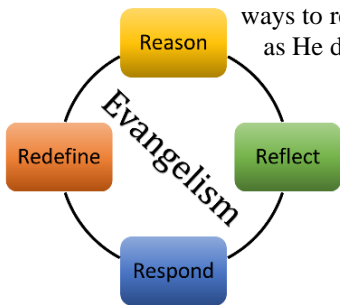 ways to re
Reason
as He d
Evangelism
Redefine
Reflect
Respond